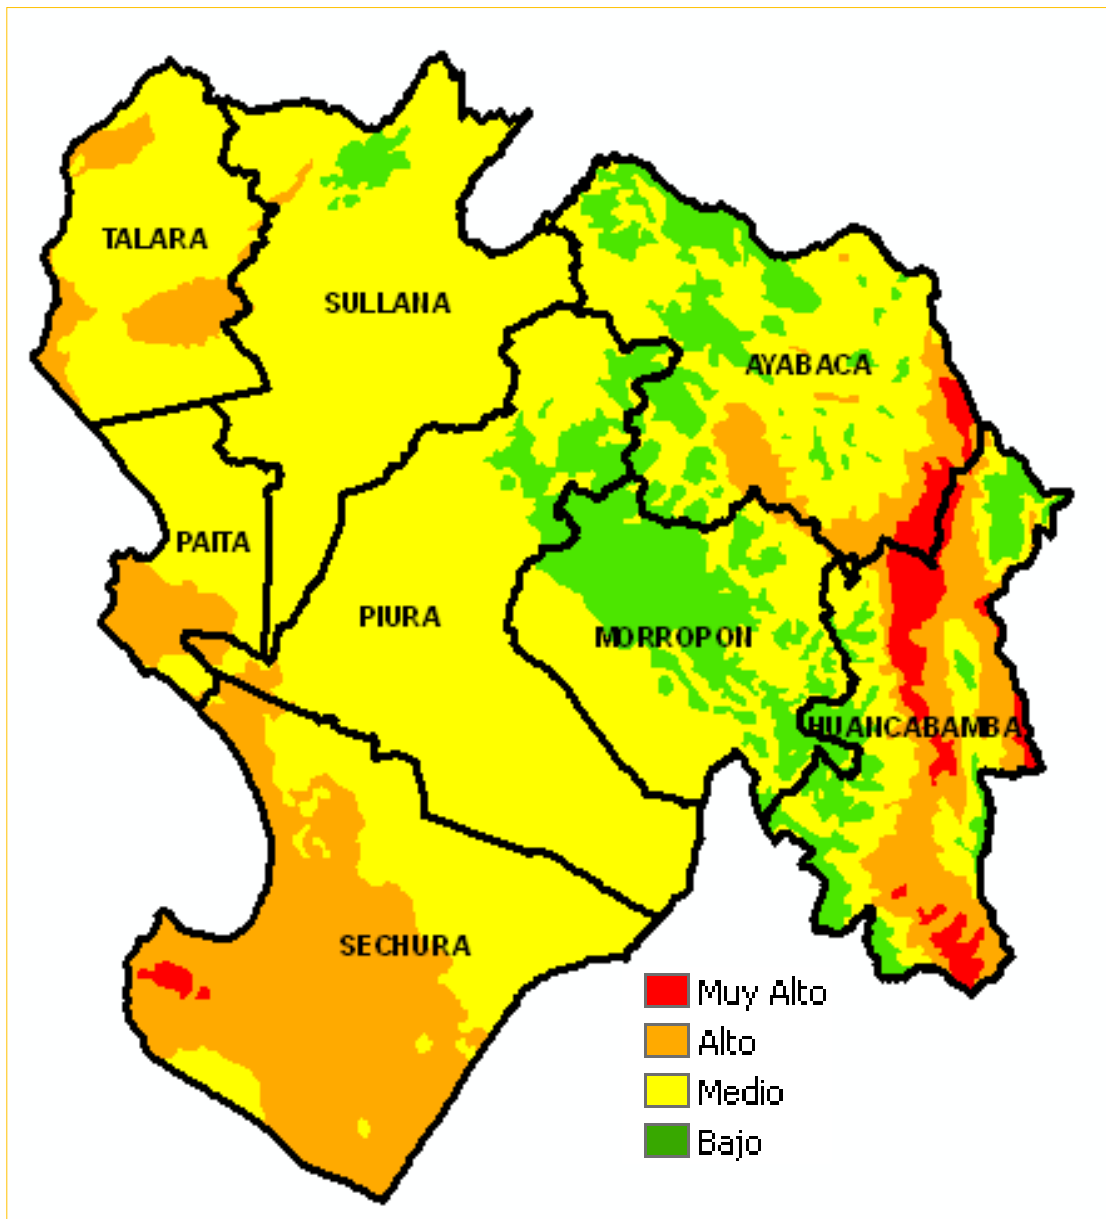 TALARA
SULLANA
AYABACA
PAITA
PIURA
MORROPON
HUANCABAMBA
SECHURA
Muy Alto
Alto
Medio
Bajo